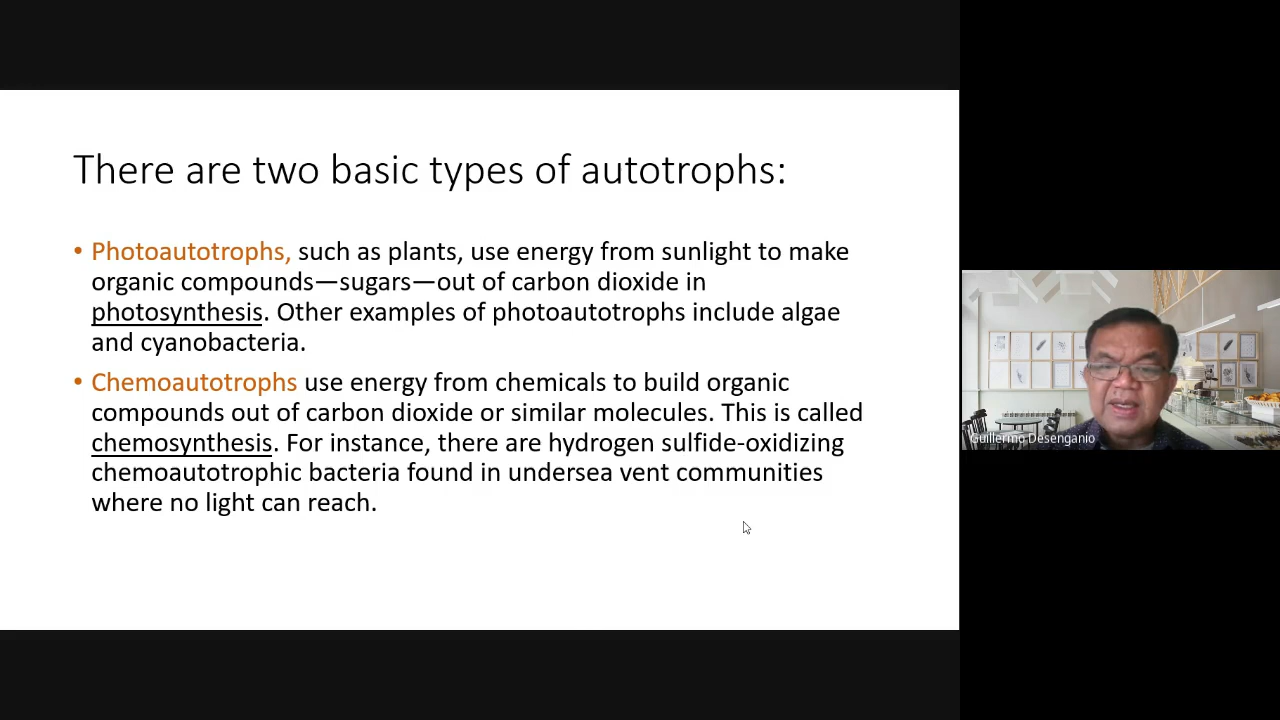 There are two basic types of autotrophs:
• Photoautotrophs, such as plants, use energy from sunlight to make
organic compounds—sugars—out of carbon dioxide in
photosynthesis. Other examples of photoautotrophs include algae
and cyanobacteria.
• Chemoautotrophs use energy from chemicals to build organic
compounds out of carbon dioxide or similar molecules. This is called
chemosynthesis. For instance, there are hydrogen sulfide-oxidizing
chemoautotrophic bacteria found in undersea vent communities
where no light can reach.
Guillermo Desenganio